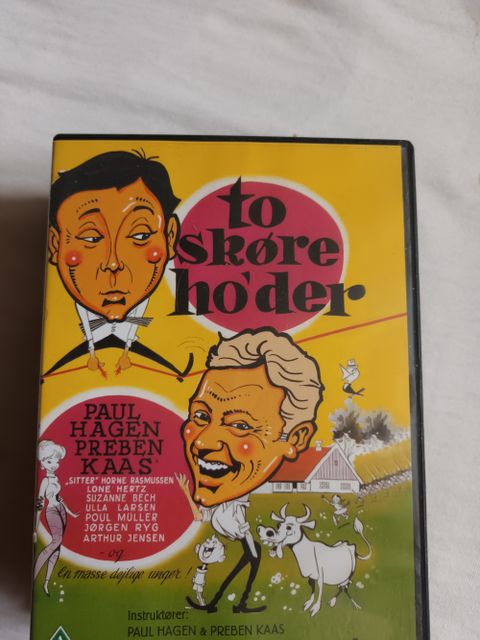 to
skøre
ho'der
PAUL
HAGEN
PREBEN
KAAS
„SITTER" HORNE RASMUSSEN
LONE HERTZ
SUZANNE BECH
ULLA LARSEN
POUL MÜLLER
JØRGEN RYG
ARTHUR JENSEN
- og
En masse dejlige unger!
Instruktører:
PAUL HAGEN & PREBEN KAAS